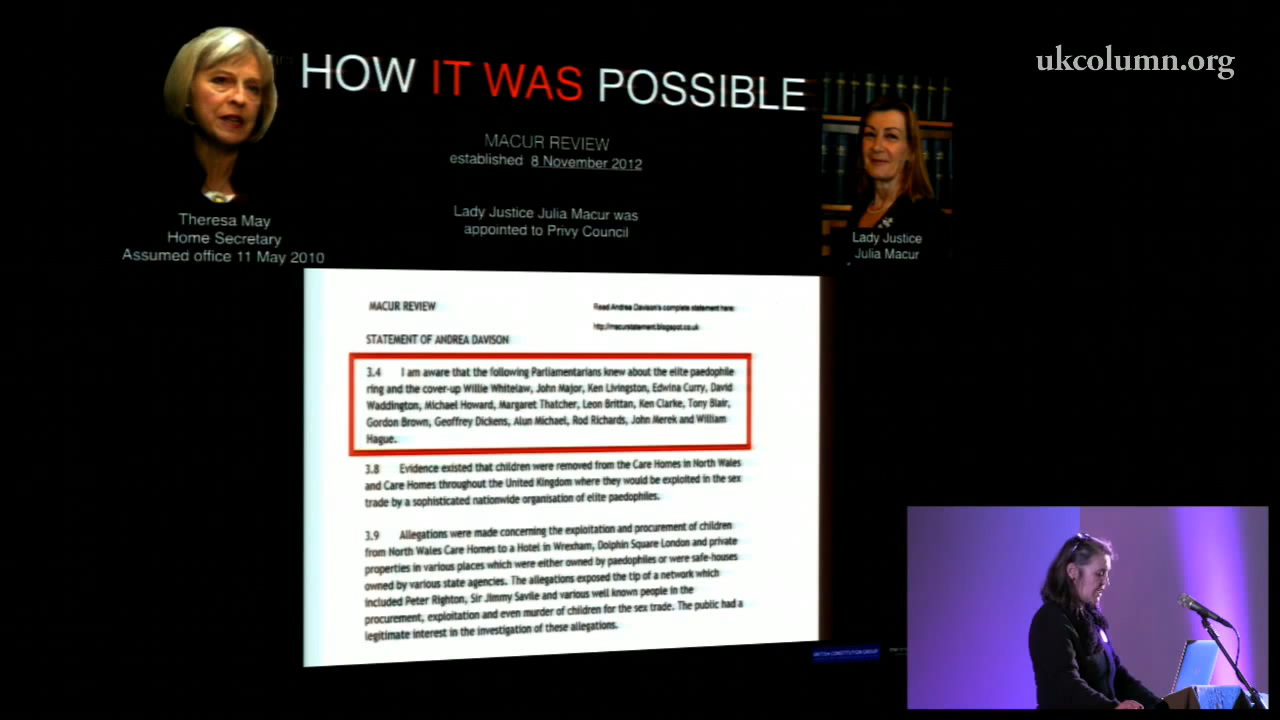 ukcolumn.org
HOW IT WAS POSSIBLE
MACUR REVIEW
established 8 November 2012
Lady Justice Julia Macur was
appointed to Privy Council
Theresa May
Home Secretary
Assumed office 11 May 2010
Lady Justice
Julia Macur
MACUR REVIEW
Read Andrea Davison's complete statement here:
http://macurstatement.blogspot.co.uk
STATEMENT OF ANDREA DAVISON
3.4 I am aware that the following Parliamentarians knew about the elite paedophile
ring and the cover-up Willie Whitelaw, John Major, Ken Livingston, Edwina Curry, David
Waddington, Michael Howard, Margaret Thatcher, Leon Brittan, Ken Clarke, Tony Blair,
Gordon Brown, Geoffrey Dickens, Alun Michael, Rod Richards, John Merek and William
Hague.
3.8 Evidence existed that children were removed from the Care Homes in North Wales
and Care Homes throughout the United Kingdom where they would be exploited in the sex
trade by a sophisticated nationwide organisation of elite paedophiles.
3.9 Allegations were made concerning the exploitation and procurement of children
from North Wales Care Homes to a Hotel in Wrexham, Dolphin Square London and private
properties in various places which were either owned by paedophiles or were safe-houses
owned by various state agencies. The allegations exposed the tip of a network which
included Peter Righton, Sir Jimmy Savile and various well known people in the
procurement, exploitation and even murder of children for the sex trade. The public had a
legitimate interest in the investigation of these allegations.
BRITISH CONSTITUTION GROUP